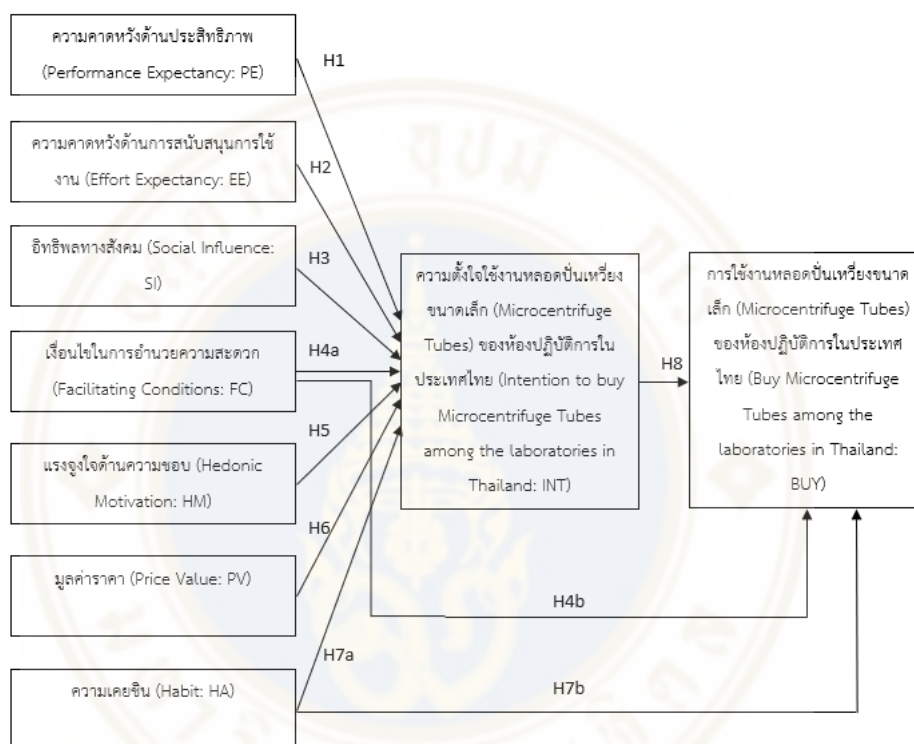 ความคาดหวังด้านประสิทธิภาพ
(Performance Expectancy: PE)
H1
ความคาดหวังด้านการสนับสนุนการใช้
งาน (Effort Expectancy: EE)
H2
อิทธิพลทางสังคม (Social Influence:
SI)
H3
เงื่อนไขในการอำนวยความสะดวก
(Facilitating Conditions: FC)
H4a
แรงจูงใจด้านความชอบ (Hedonic
Motivation: HM)
H5
มูลค่าราคา (Price Value: PV)
H6
ความเคยชิน (Habit: HA)
H7a
ความตั้งใจใช้งานหลอดปั่นเหวี่ยง
ขนาดเล็ก (Microcentrifuge
Tubes) ของห้องปฏิบัติการใน
ประเทศไทย (Intention to buy
Microcentrifuge Tubes
among the laboratories in
Thailand: INT)
H8
การใช้งานหลอดปั่นเหวี่ยงขนาด
เล็ก (Microcentrifuge Tubes)
ของห้องปฏิบัติการในประเทศ
ไทย (Buy Microcentrifuge
Tubes among the
laboratories in Thailand:
BUY)
H4b
H7b